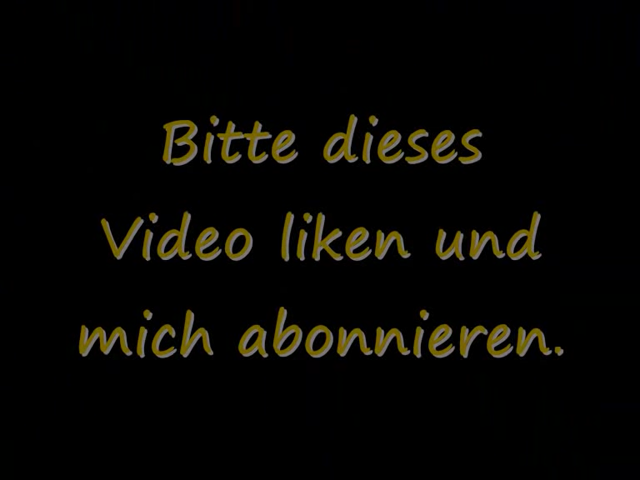 Bitte dieses
Video liken und
mich abonnieren.